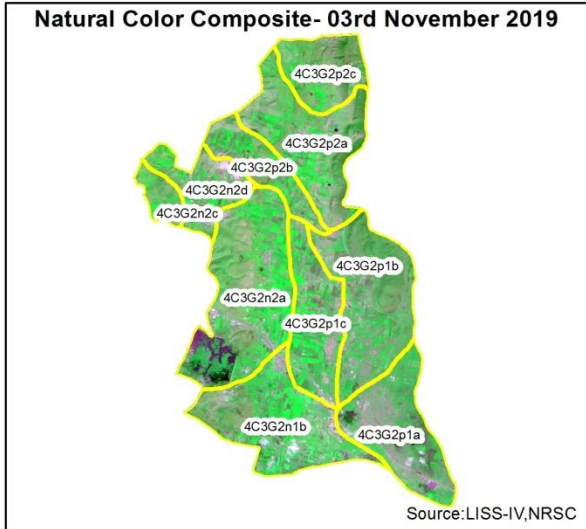 Natural Color Composite- 03rd November 2019
4C3G2p2c
4C3G2p2a
4C3G2p2b
4C3G2n2d
4C3G2n2c
4C3G2p1b
4C3G2n2a
4C3G2p1c
4C3G2n1b
4C3G2p1a
Source:LISS-IV,NRSC